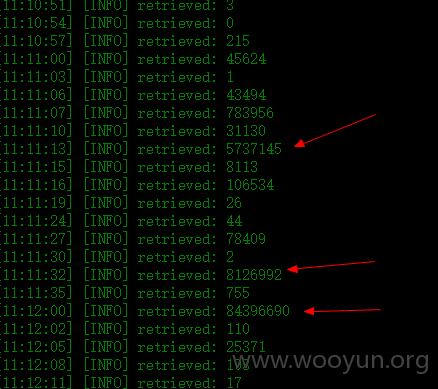 [11:10:51] [INFO] retrieved: 3
[11:10:54] [INFO] retrieved: 0
[11:10:57] [INFO] retrieved: 215
[11:11:00] [INFO] retrieved: 45624
[11:11:03] [INFO] retrieved: 1
[11:11:06] [INFO] retrieved: 43494
[11:11:07] [INFO] retrieved: 783956
[11:11:10] [INFO] retrieved: 31130
[11:11:13] [INFO] retrieved: 5737145
[11:11:15] [INFO] retrieved: 8113
[11:11:16] [INFO] retrieved: 106534
[11:11:19] [INFO] retrieved: 26
[11:11:24] [INFO] retrieved: 44
[11:11:27] [INFO] retrieved: 78409
[11:11:30] [INFO] retrieved: 2
[11:11:32] [INFO] retrieved: 8126992
[11:11:35] [INFO] retrieved: 755
[11:12:00] [INFO] retrieved: 84396690
[11:12:02] [INFO] retrieved: 110
[11:12:05] [INFO] retrieved: 25371
[11:12:08] [INFO] retrieved:
[11:12:11] [INFO] retrieved: 17
www.wooyun.org